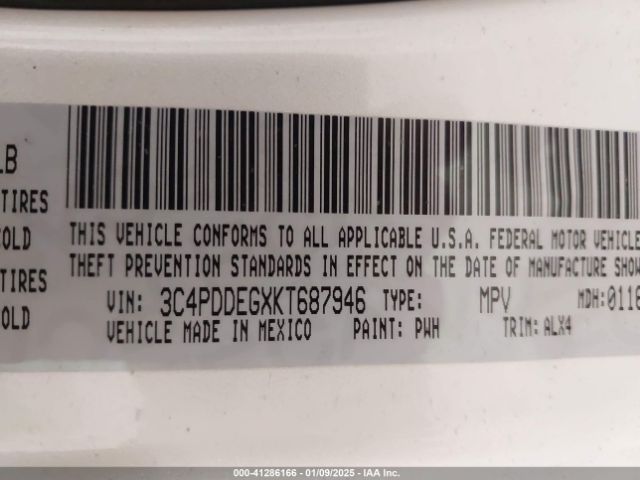 LB
TIRES
COLD
TIRES
COLD
THIS VEHICLE CONFORMS TO ALL APPLICABLE U.S.A. FEDERAL MOTOR VEHICLE
THEFT PREVENTION STANDARDS IN EFFECT ON THE DATE OF MANUFACTURE SHOW
VIN: 3C4PDDEGXKT687946 TYPE: MPV MDH:0116
VEHICLE MADE IN MEXICO PAINT: PWH TRIM: ALX4
000-41286166 - 01/09/2025 - IAA Inc.